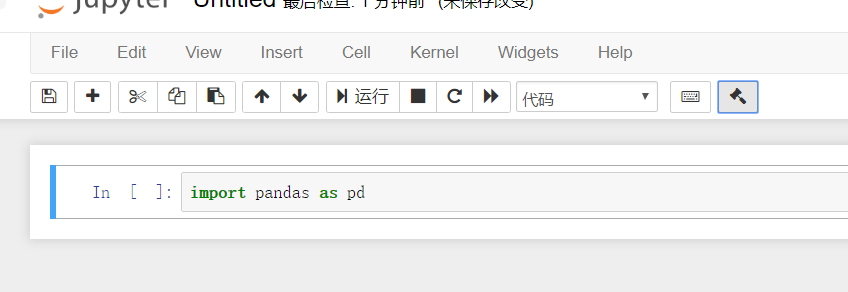 Jupyter Untitled 最后检查: 1 分钟前 (未保存改变)
File Edit View Insert Cell Kernel Widgets Help
运行 代码
In [ ]: import pandas as pd